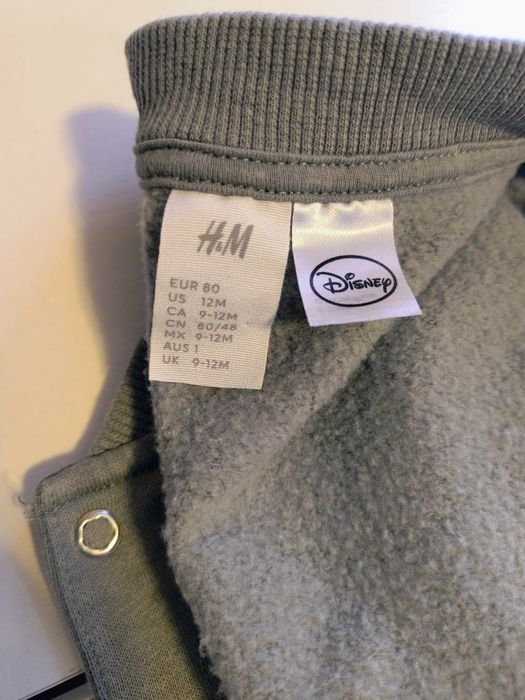 H&M
EUR 80
US 12M
CA 9-12M
CN 80/48
MX 9-12M
AUS 1
UK 9-12M
Disney